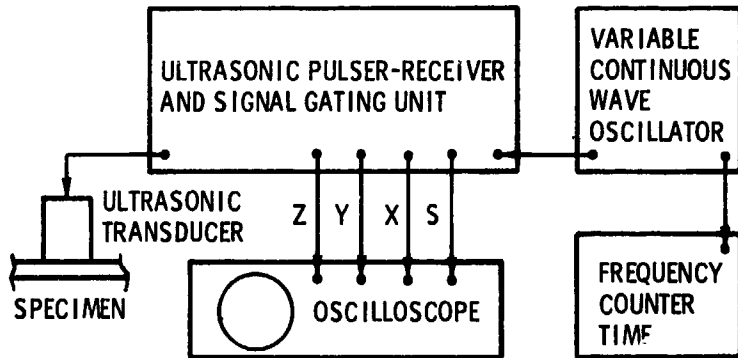 ULTRASONIC PULSER-RECEIVER
AND SIGNAL GATING UNIT
VARIABLE
CONTINUOUS
WAVE
OSCILLATOR
ULTRASONIC
TRANSDUCER
Z Y X S
SPECIMEN
OSCILLOSCOPE
FREQUENCY
COUNTER
TIME